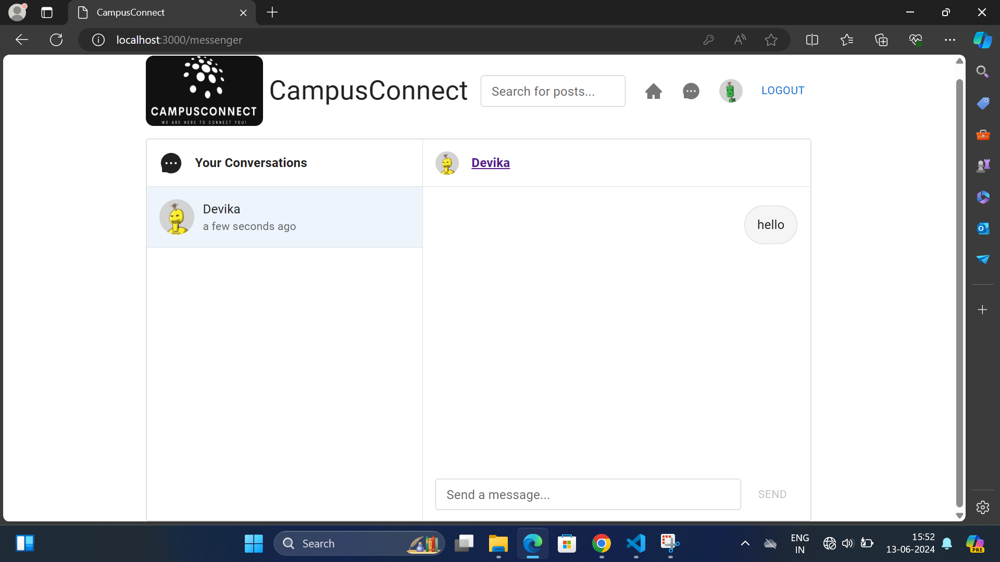 CampusConnect
localhost:3000/messenger
CAMPUSCONNECT
WE ARE HERE TO CONNECT YOU!
CampusConnect
Search for posts...
LOGOUT
Your Conversations
Devika
Devika
a few seconds ago
hello
Send a message...
SEND
Search
ENG
IN
15:52
13-06-2024
PRE